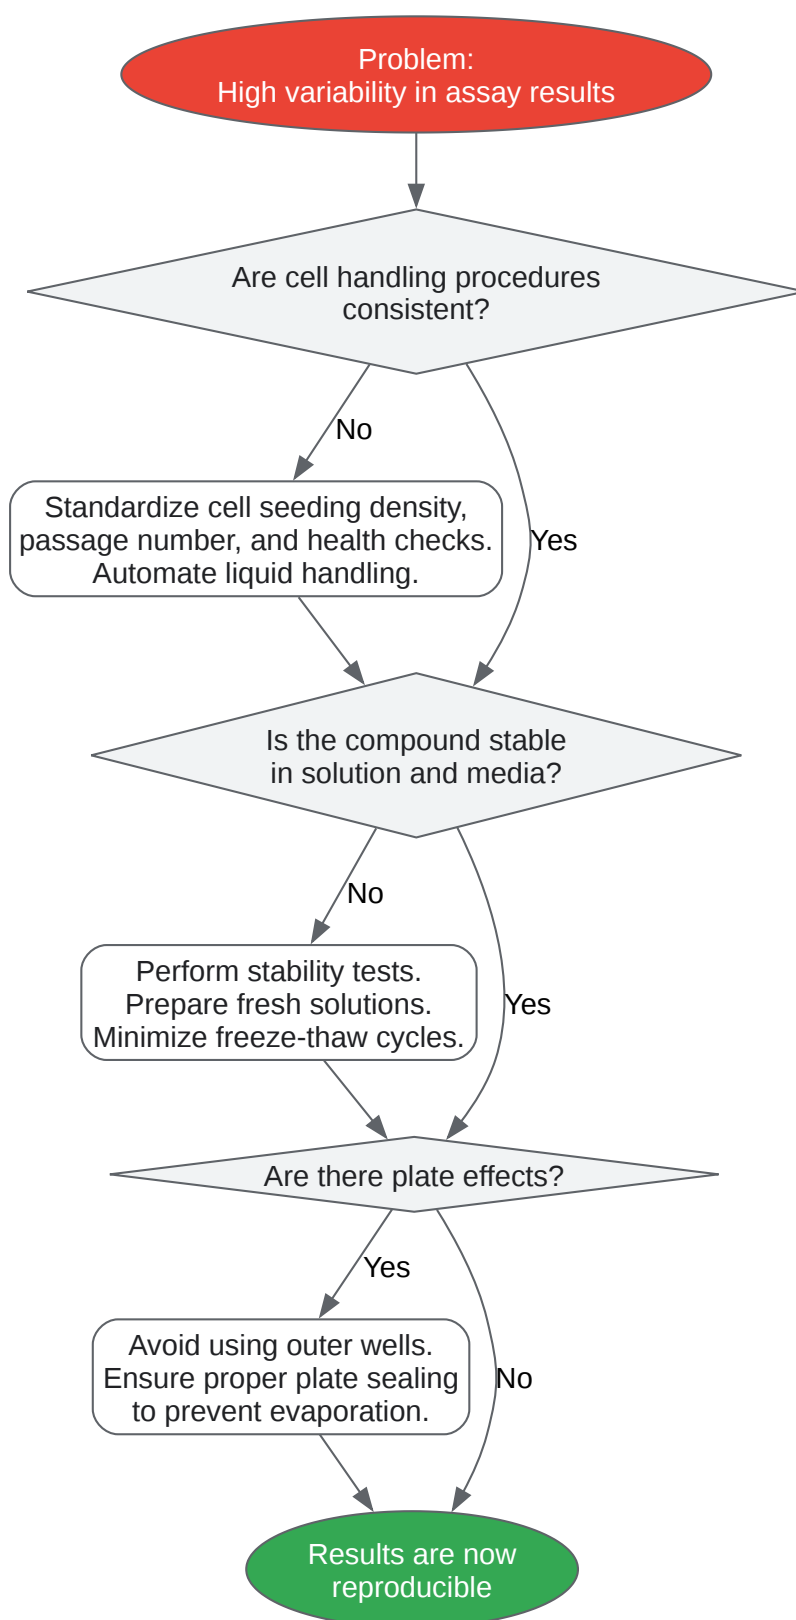 Problem:
High variability in assay results
Are cell handling procedures
consistent?
No
Standardize cell seeding density,
passage number, and health checks.
Automate liquid handling.
Yes
Is the compound stable
in solution and media?
No
Perform stability tests.
Prepare fresh solutions.
Minimize freeze-thaw cycles.
Yes
Are there plate effects?
Yes
Avoid using outer wells.
Ensure proper plate sealing
to prevent evaporation.
No
Results are now
reproducible